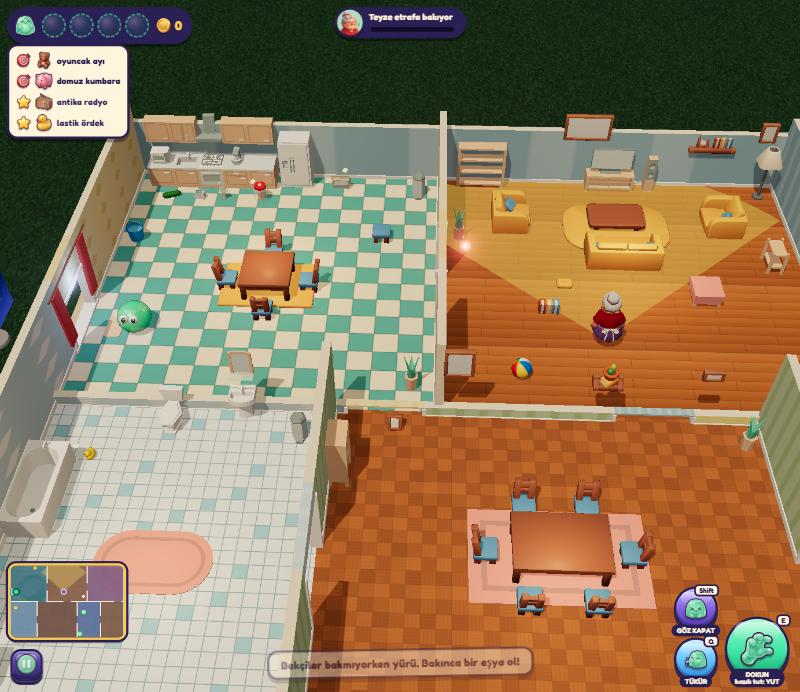 0
Teyze etrafa bakıyor
oyuncak ayı
domuz kumbara
antika radyo
lastik ördek
Shift
GÖZ KAPAT
Q
TÜKÜR
E
DOKUN
basılı tut: YUT
Bekçiler bakmıyorken yürü. Bakınca bir eşya ol!